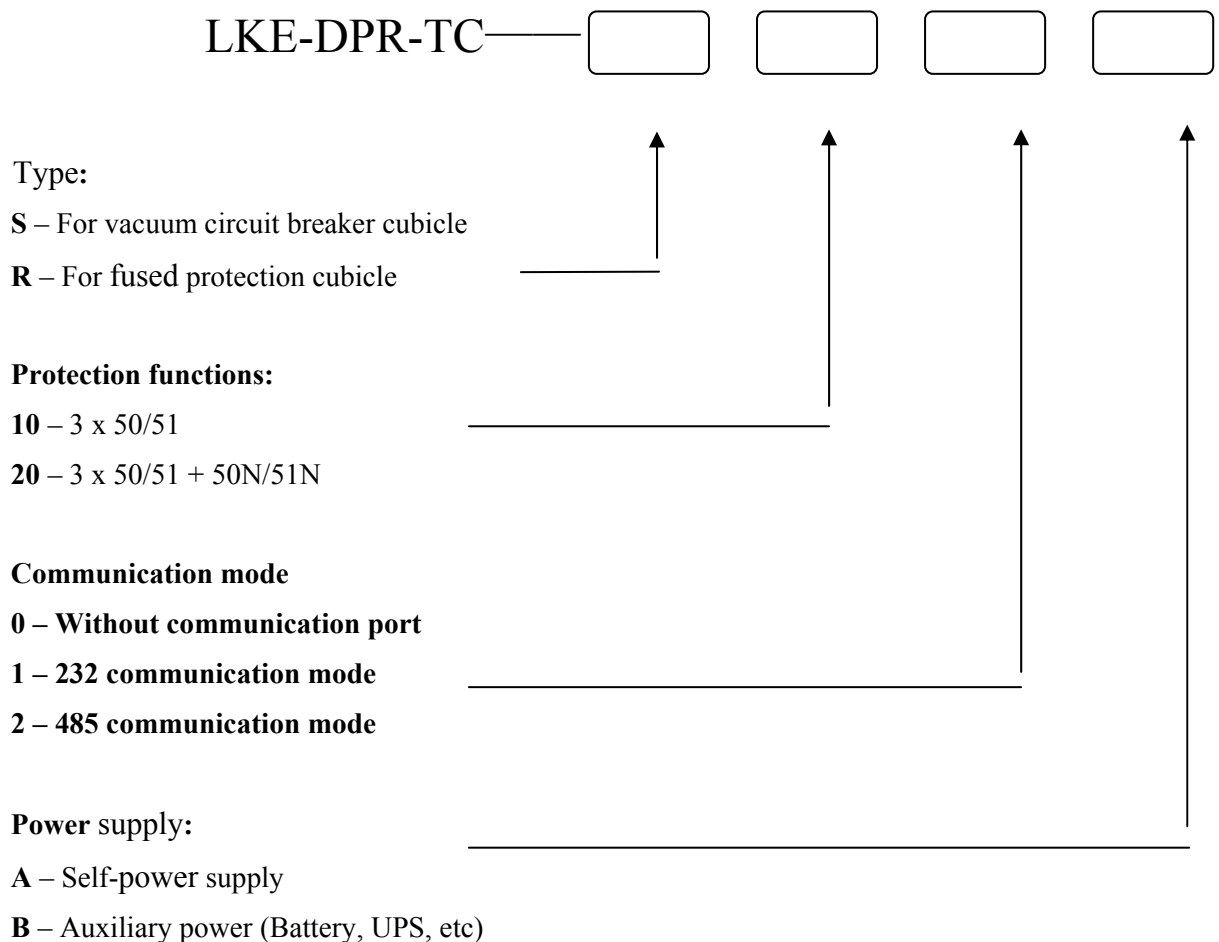 LKE-DPR-TC
Type:
S – For vacuum circuit breaker cubicle
R – For fused protection cubicle
Protection functions:
10 – 3 x 50/51
20 – 3 x 50/51 + 50N/51N
Communication mode
0 – Without communication port
1 – 232 communication mode
2 – 485 communication mode
Power supply:
A – Self-power supply
B – Auxiliary power (Battery, UPS, etc)